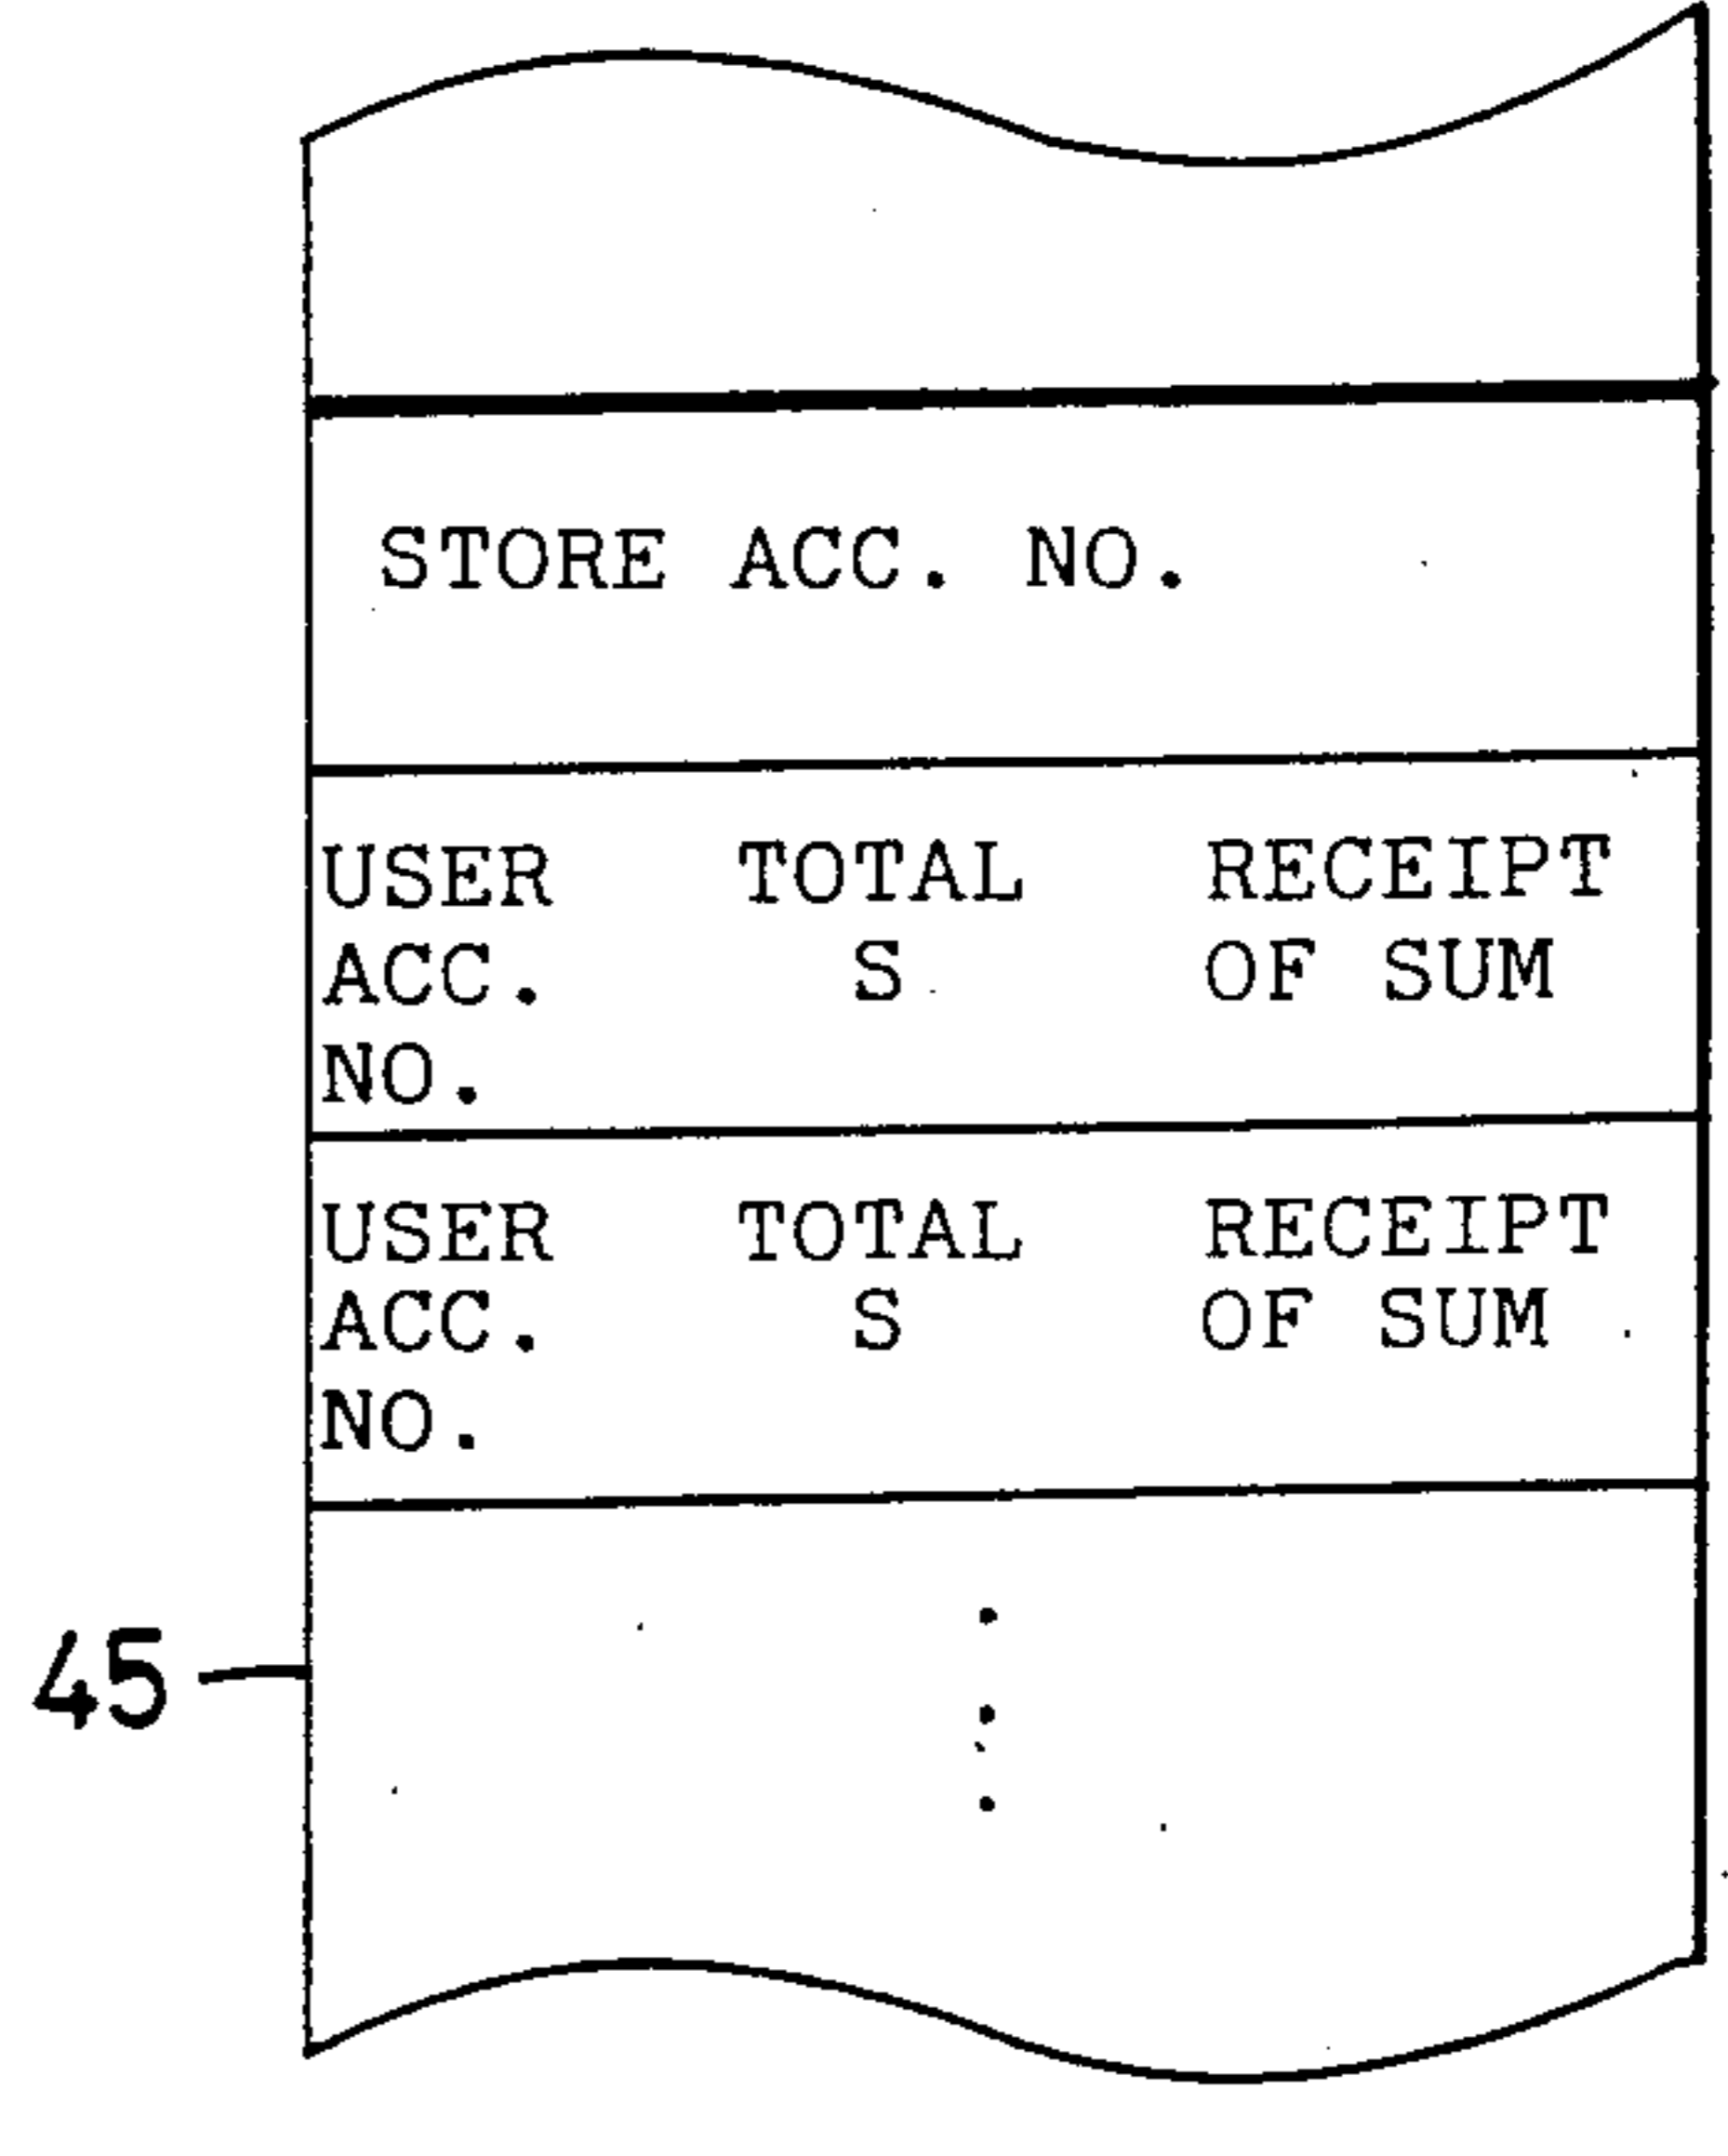 STORE ACC. NO.
USER TOTAL RECEIPT
ACC. S OF SUM
NO.
USER TOTAL RECEIPT
ACC. S OF SUM
NO.
45